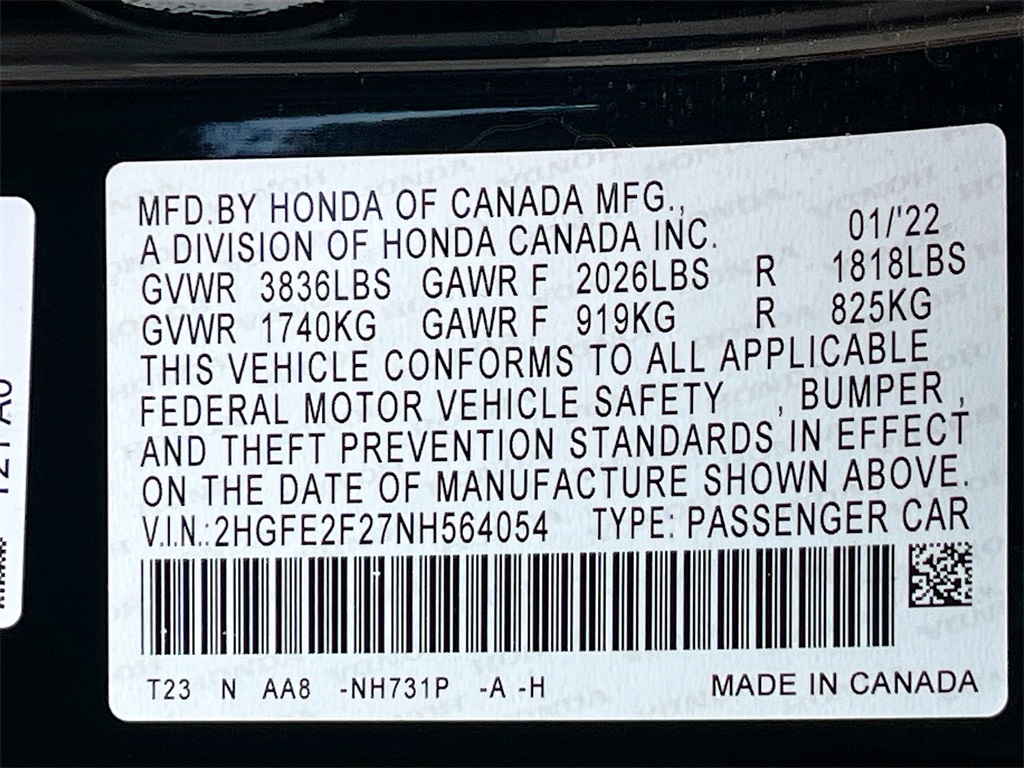 MFD.BY HONDA OF CANADA MFG.,
A DIVISION OF HONDA CANADA INC. 01/'22
GVWR 3836LBS GAWR F 2026LBS R 1818LBS
GVWR 1740KG GAWR F 919KG R 825KG
THIS VEHICLE CONFORMS TO ALL APPLICABLE
FEDERAL MOTOR VEHICLE SAFETY , BUMPER ,
AND THEFT PREVENTION STANDARDS IN EFFECT
ON THE DATE OF MANUFACTURE SHOWN ABOVE.
V.I.N.:2HGFE2F27NH564054 TYPE: PASSENGER CAR
T23 N AA8 -NH731P -A -H MADE IN CANADA